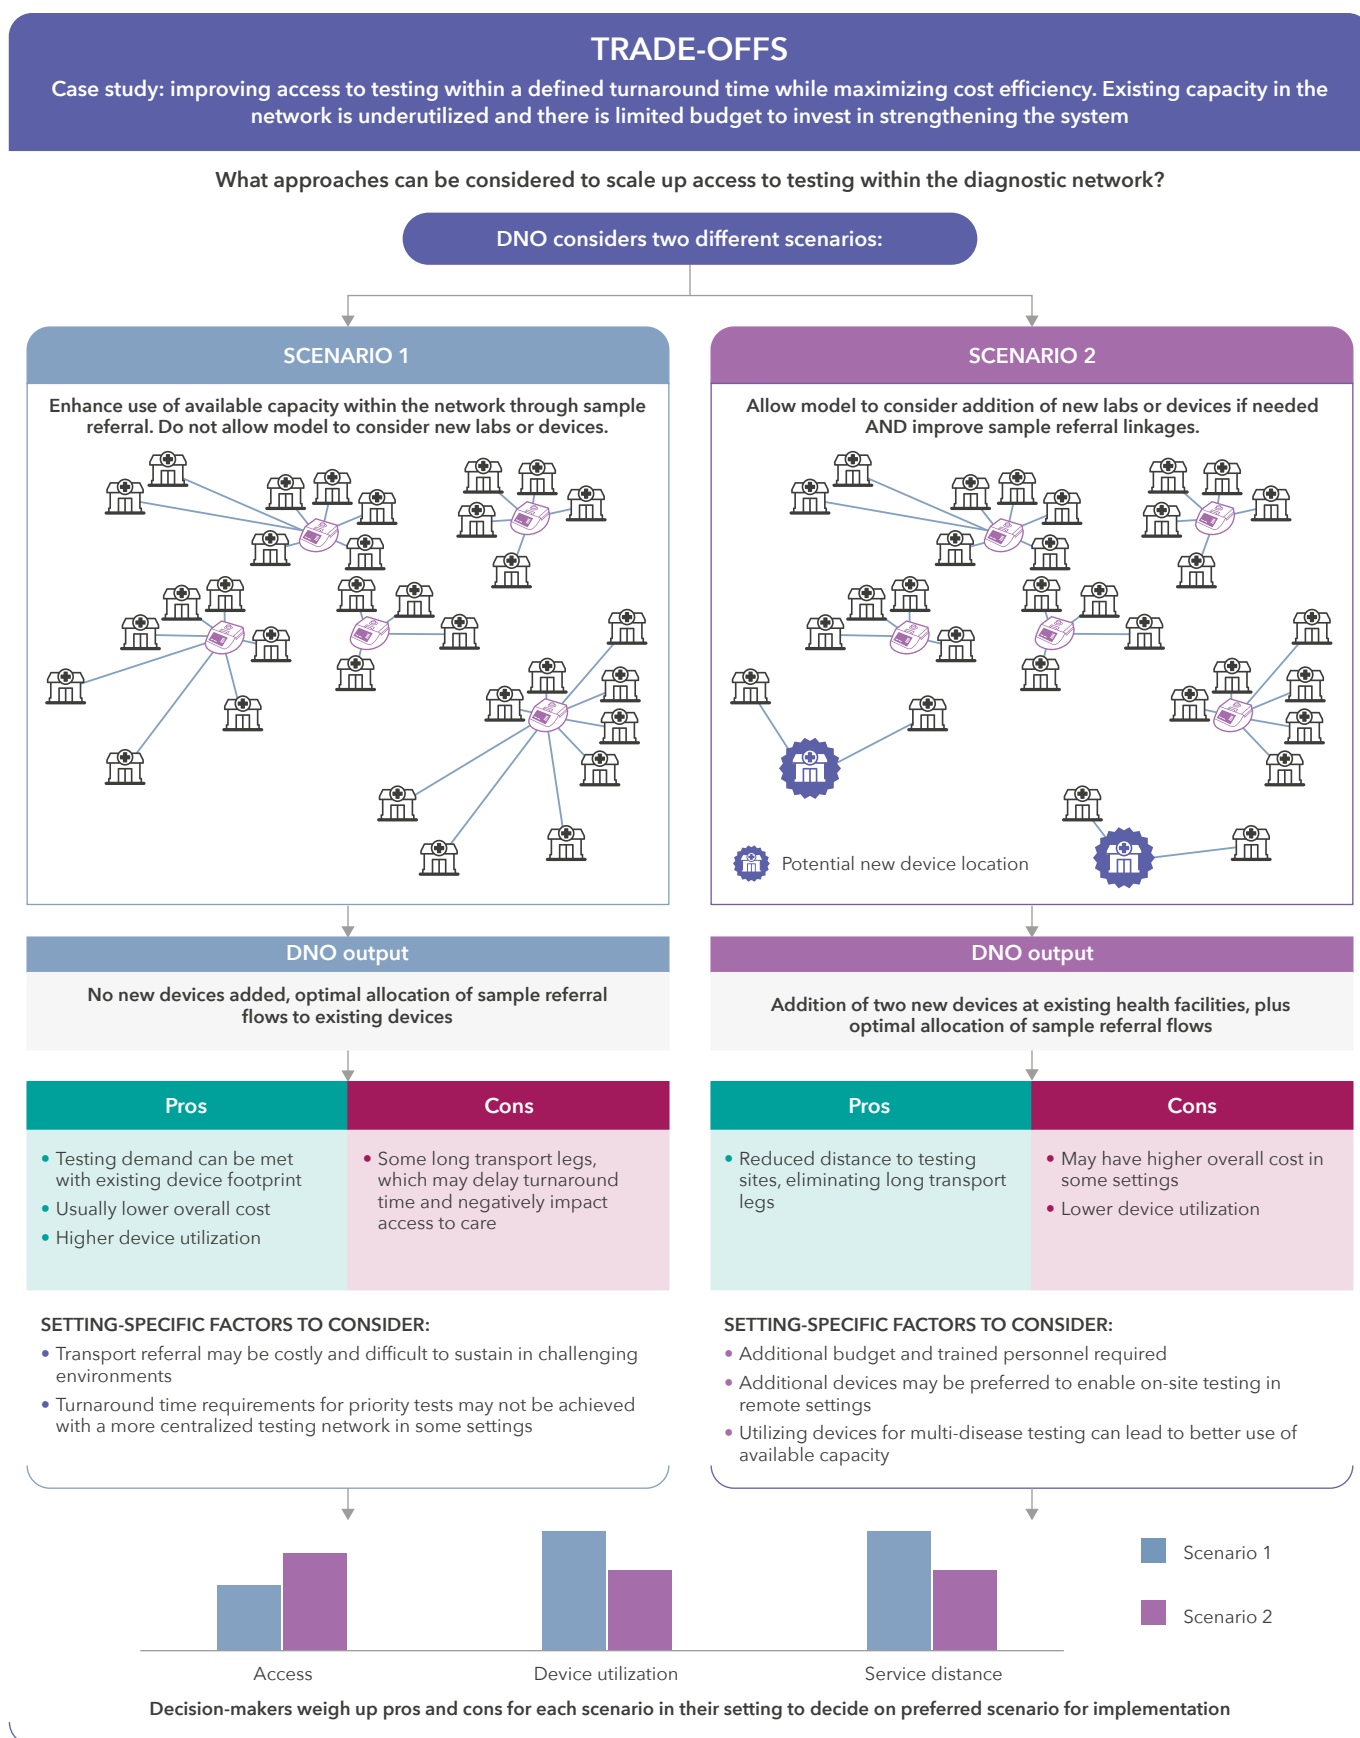 TRADE-OFFS
Case study: improving access to testing within a defined turnaround time while maximizing cost efficiency. Existing capacity in the
network is underutilized and there is limited budget to invest in strengthening the system
What approaches can be considered to scale up access to testing within the diagnostic network?
DNO considers two different scenarios:
SCENARIO 1
Enhance use of available capacity within the network through sample
referral. Do not allow model to consider new labs or devices.
DNO output
No new devices added, optimal allocation of sample referral
flows to existing devices
Pros
• Testing demand can be met
with existing device footprint
• Usually lower overall cost
• Higher device utilization
Cons
• Some long transport legs,
which may delay turnaround
time and negatively impact
access to care
SETTING-SPECIFIC FACTORS TO CONSIDER:
• Transport referral may be costly and difficult to sustain in challenging
environments
• Turnaround time requirements for priority tests may not be achieved
with a more centralized testing network in some settings
SCENARIO 2
Allow model to consider addition of new labs or devices if needed
AND improve sample referral linkages.
Potential new device location
DNO output
Addition of two new devices at existing health facilities, plus
optimal allocation of sample referral flows
Pros
• Reduced distance to testing
sites, eliminating long transport
legs
Cons
• May have higher overall cost in
some settings
• Lower device utilization
SETTING-SPECIFIC FACTORS TO CONSIDER:
• Additional budget and trained personnel required
• Additional devices may be preferred to enable on-site testing in
remote settings
• Utilizing devices for multi-disease testing can lead to better use of
available capacity
Scenario 1
Scenario 2
Access
Device utilization
Service distance
Decision-makers weigh up pros and cons for each scenario in their setting to decide on preferred scenario for implementation